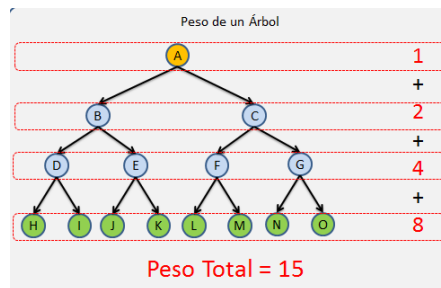 Peso de un Árbol
A 1
+
B C 2
+
D E F G 4
+
H I J K L M N O 8
Peso Total = 15